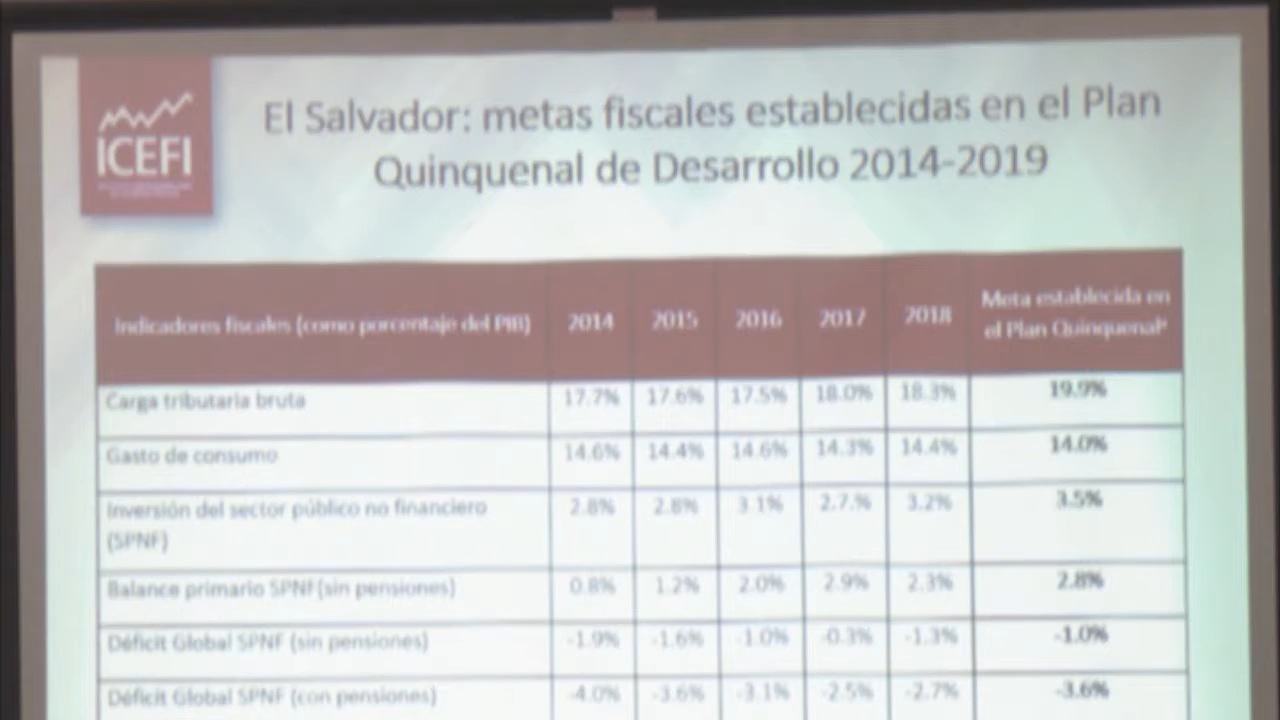 ICEFI
El Salvador: metas fiscales establecidas en el Plan
Quinquenal de Desarrollo 2014-2019
Indicadores fiscales (como porcentaje del PIB) 2014 2015 2016 2017 2018 Meta establecida en el Plan Quinquenal*
Carga tributaria bruta 17.7% 17.6% 17.5% 18.0% 18.3% 19.9%
Gasto de consumo 14.6% 14.4% 14.6% 14.3% 14.4% 14.0%
Inversión del sector público no financiero (SPNF) 2.8% 2.8% 3.1% 2.7.% 3.2% 3.5%
Balance primario SPNF (sin pensiones) 0.8% 1.2% 2.0% 2.9% 2.3% 2.8%
Déficit Global SPNF (sin pensiones) -1.9% -1.6% -1.0% -0.3% -1.3% -1.0%
Déficit Global SPNF (con pensiones) -4.0% -3.6% -3.1% -2.5% -2.7% -3.6%